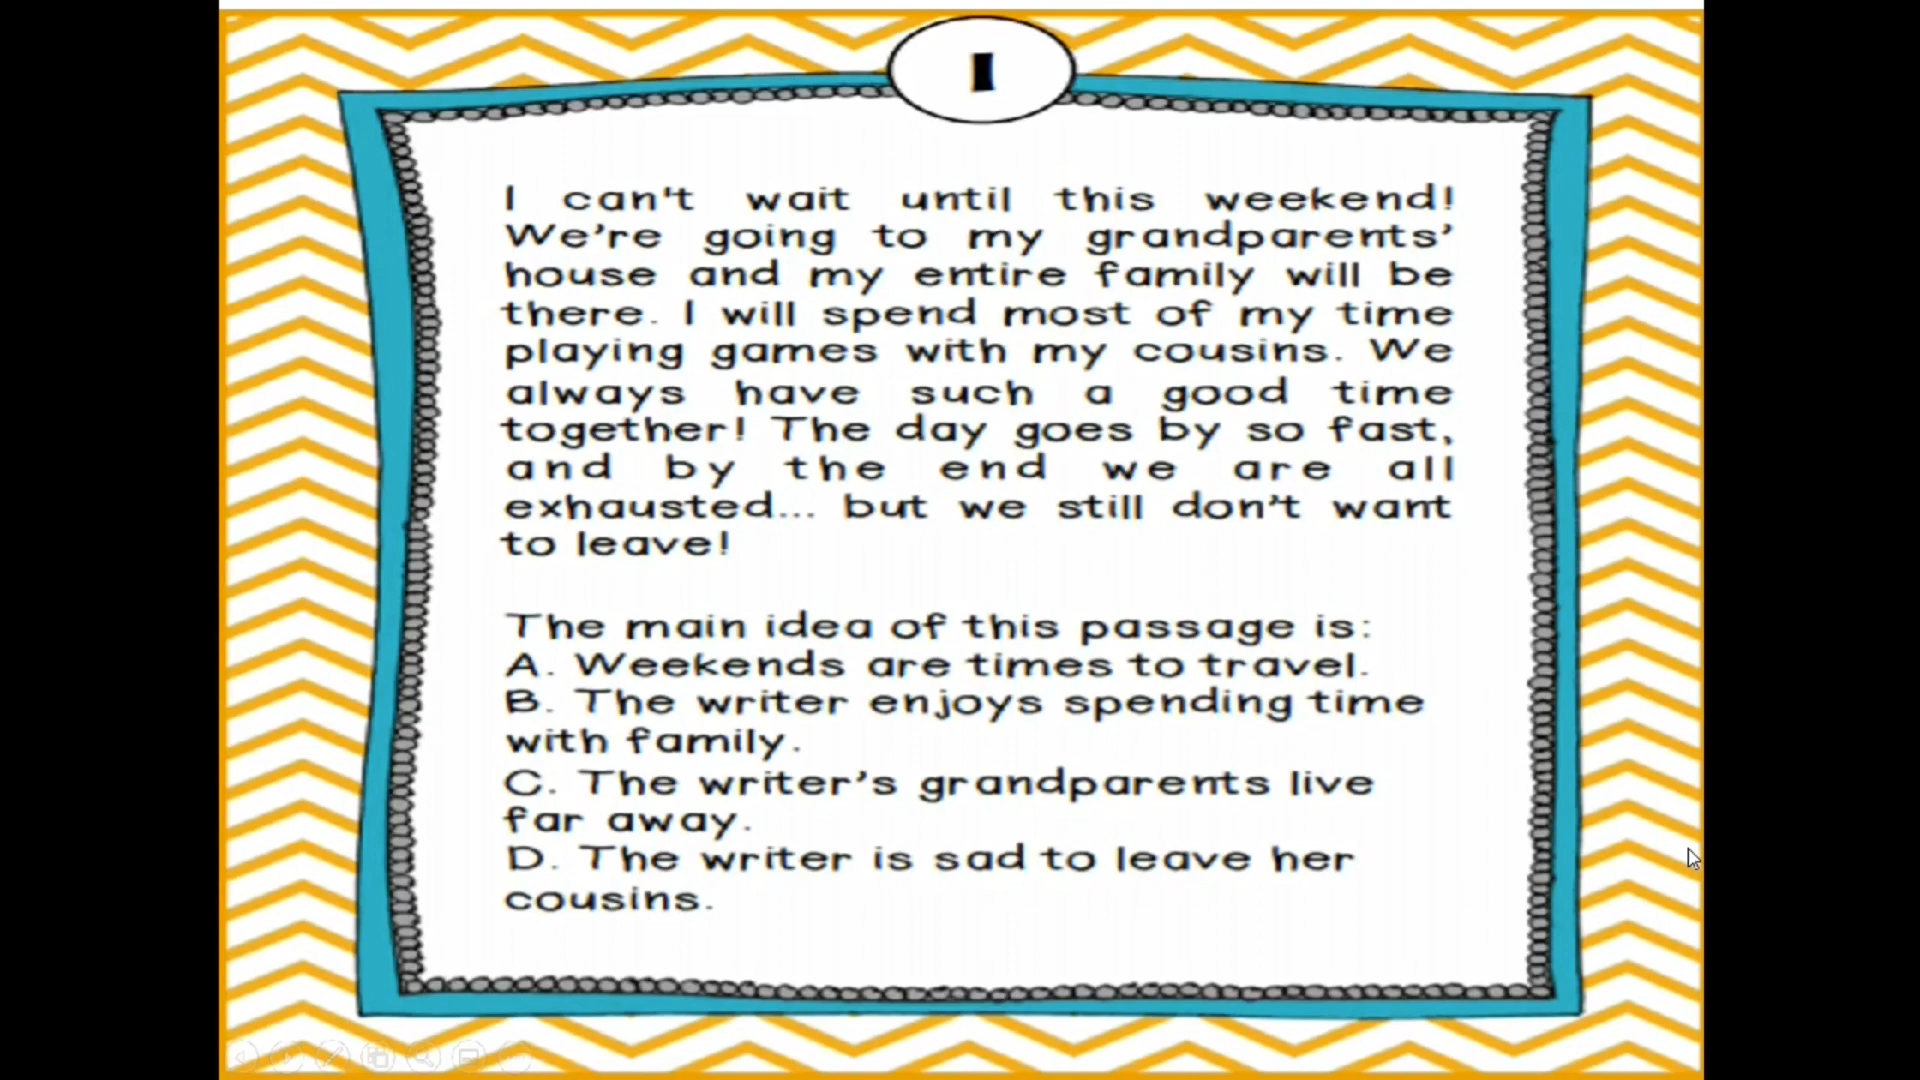 I
I can't wait until this weekend!
We're going to my grandparents'
house and my entire family will be
there. I will spend most of my time
playing games with my cousins. We
always have such a good time
together! The day goes by so fast,
and by the end we are all
exhausted... but we still don't want
to leave!
The main idea of this passage is:
A. Weekends are times to travel.
B. The writer enjoys spending time
with family.
C. The writer's grandparents live
far away.
D. The writer is sad to leave her
cousins.